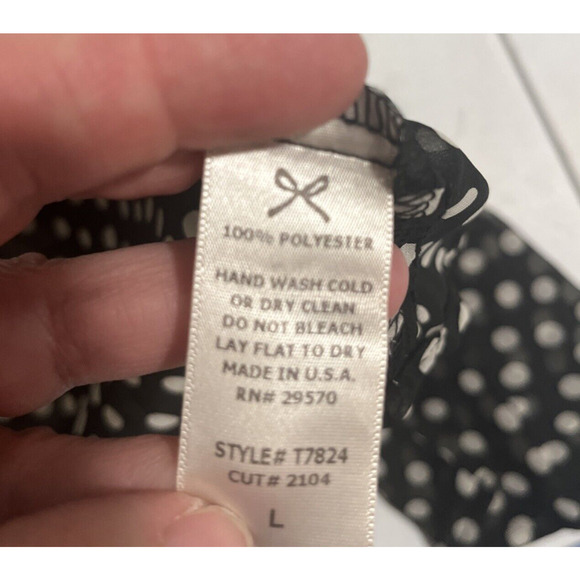 100% POLYESTER
HAND WASH COLD
OR DRY CLEAN
DO NOT BLEACH
LAY FLAT TO DRY
MADE IN U.S.A.
RN# 29570
STYLE# T7824
CUT# 2104
L